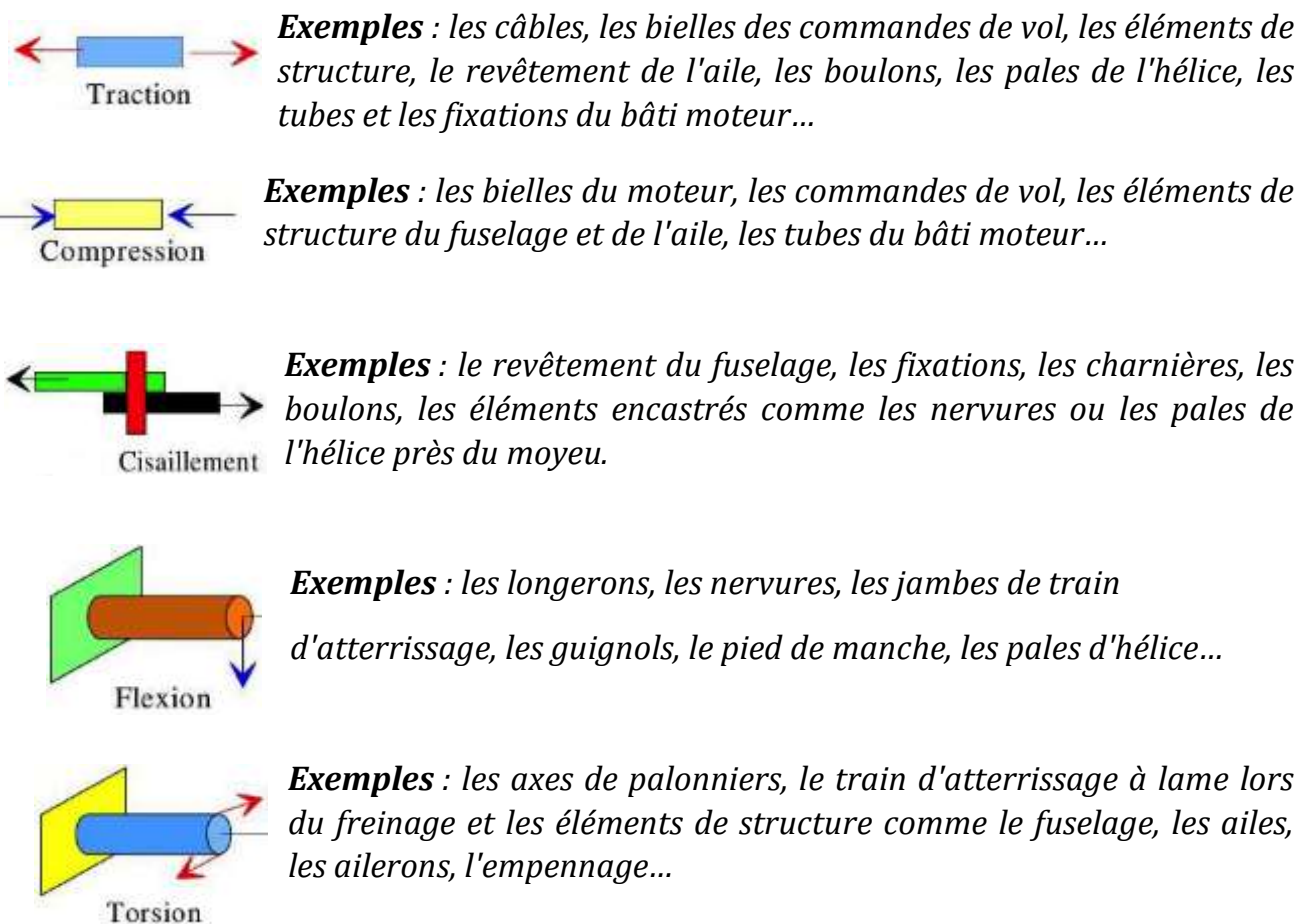 Exemples : les câbles, les bielles des commandes de vol, les éléments de
structure, le revêtement de l'aile, les boulons, les pales de l'hélice, les
tubes et les fixations du bâti moteur…
Traction
Exemples : les bielles du moteur, les commandes de vol, les éléments de
structure du fuselage et de l'aile, les tubes du bâti moteur…
Compression
Exemples : le revêtement du fuselage, les fixations, les charnières, les
boulons, les éléments encastrés comme les nervures ou les pales de
l'hélice près du moyeu.
Cisaillement
Exemples : les longerons, les nervures, les jambes de train
d'atterrissage, les guignols, le pied de manche, les pales d'hélice…
Flexion
Exemples : les axes de palonniers, le train d'atterrissage à lame lors
du freinage et les éléments de structure comme le fuselage, les ailes,
les ailerons, l'empennage…
Torsion